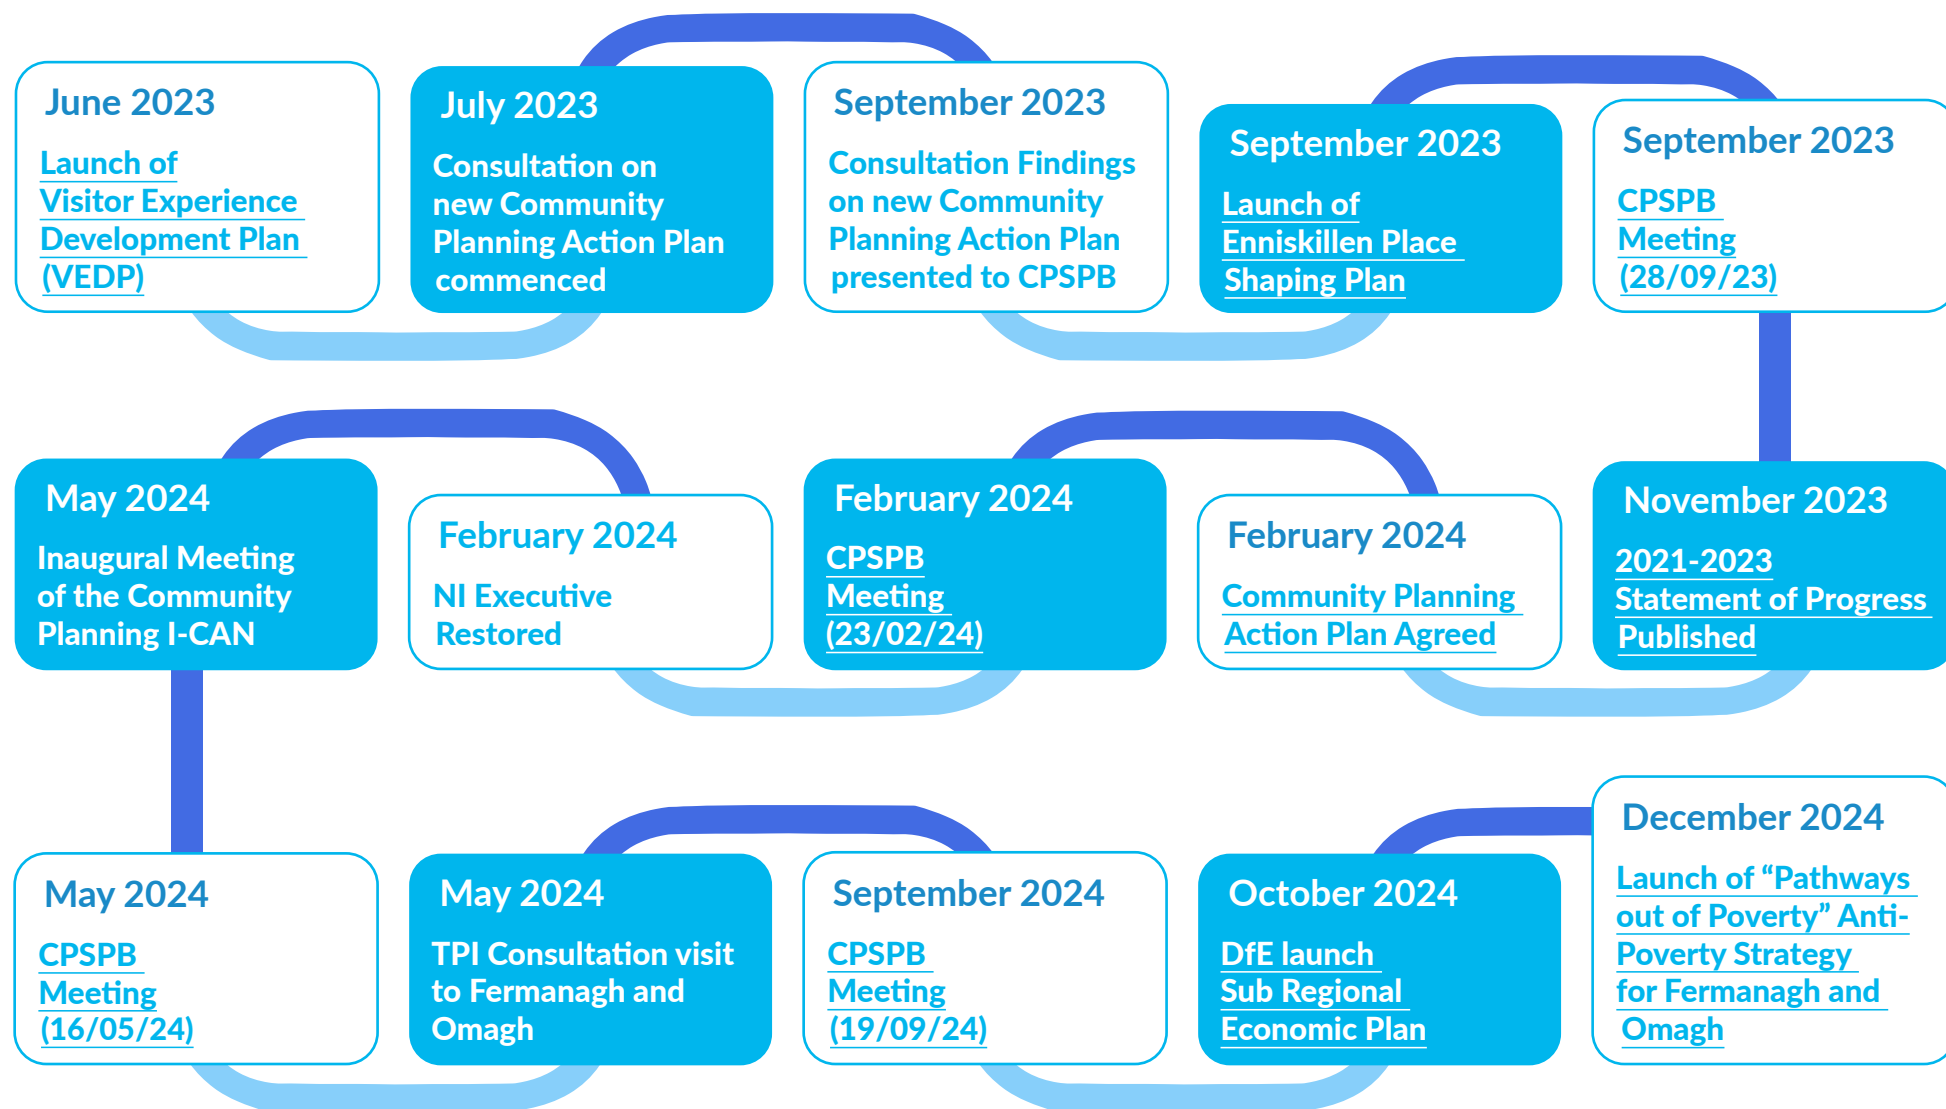 June 2023
Launch of
Visitor Experience
Development Plan
(VEDP)
July 2023
Consultation on
new Community
Planning Action Plan
commenced
September 2023
Consultation Findings
on new Community
Planning Action Plan
presented to CPSPB
September 2023
Launch of
Enniskillen Place
Shaping Plan
September 2023
CPSPB
Meeting
(28/09/23)
November 2023
2021-2023
Statement of Progress
Published
February 2024
Community Planning
Action Plan Agreed
February 2024
CPSPB
Meeting
(23/02/24)
February 2024
NI Executive
Restored
May 2024
Inaugural Meeting
of the Community
Planning I-CAN
May 2024
CPSPB
Meeting
(16/05/24)
May 2024
TPI Consultation visit
to Fermanagh and
Omagh
September 2024
CPSPB
Meeting
(19/09/24)
October 2024
DfE launch
Sub Regional
Economic Plan
December 2024
Launch of “Pathways
out of Poverty” Anti-
Poverty Strategy
for Fermanagh and
Omagh